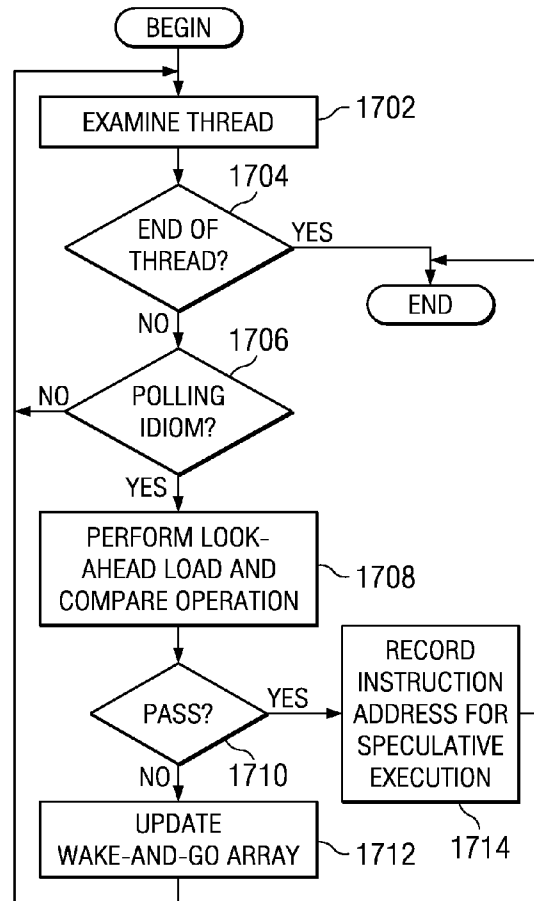 BEGIN
EXAMINE THREAD
1702
1704
END OF
THREAD?
YES
END
NO
1706
POLLING
IDIOM?
NO
YES
PERFORM LOOK-
AHEAD LOAD AND
COMPARE OPERATION
1708
PASS?
YES
1710
NO
RECORD
INSTRUCTION
ADDRESS FOR
SPECULATIVE
EXECUTION
1714
UPDATE
WAKE-AND-GO ARRAY
1712